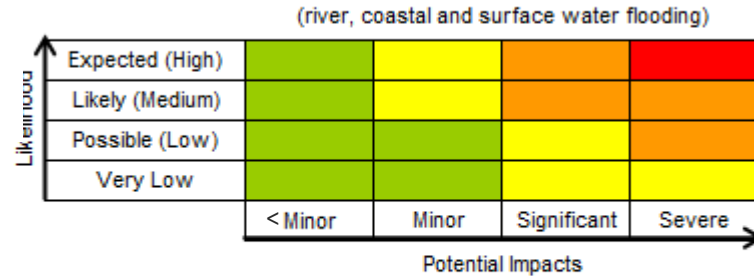 (river, coastal and surface water flooding)
Likelihood
Expected (High)
Likely (Medium)
Possible (Low)
Very Low
< Minor Minor Significant Severe
Potential Impacts